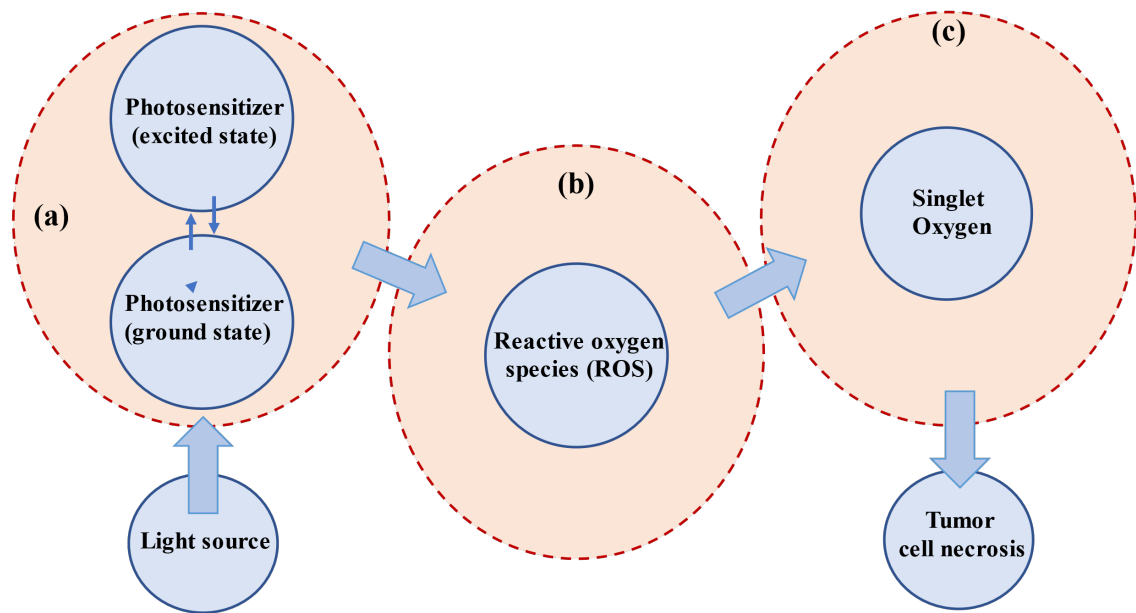 (a)
Photosensitizer
(excited state)
Photosensitizer
(ground state)
Light source
(b)
Reactive oxygen
species (ROS)
(c)
Singlet
Oxygen
Tumor
cell necrosis